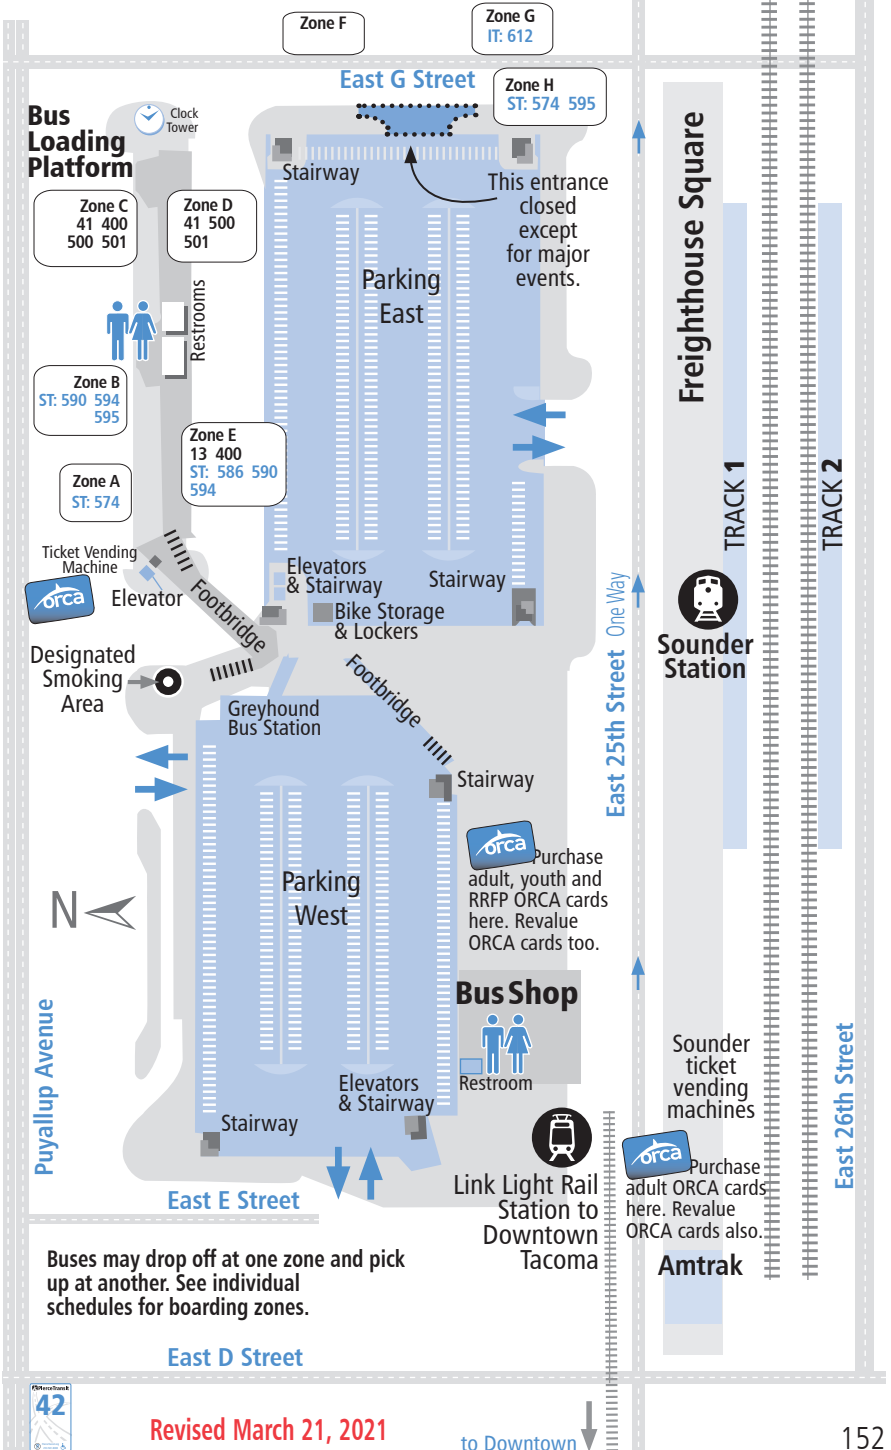 Zone F
Zone G
IT: 612
East G Street
Zone H
ST: 574 595
Bus
Loading
Platform
Clock
Tower
Stairway
This entrance
closed
except
for major
events.
Zone C
41 400
500 501
Zone D
41 500
501
Parking
East
Restrooms
Freighthouse Square
Zone B
ST: 590 594
595
Zone E
13 400
ST: 586 590
594
Zone A
ST: 574
TRACK 1
TRACK 2
Ticket Vending
Machine
orca
Elevator
Footbridge
Elevators
& Stairway
Stairway
Bike Storage
& Lockers
East 25th Street One Way
Sounder
Station
Designated
Smoking
Area
Footbridge
Greyhound
Bus Station
Stairway
Parking
West
orca
Purchase
adult, youth and
RRFP ORCA cards
here. Revalue
ORCA cards too.
N
Bus Shop
Restroom
Puyallup Avenue
Sounder
ticket
vending
machines
East 26th Street
Elevators
& Stairway
Stairway
orca
Purchase
adult ORCA cards
here. Revalue
ORCA cards also.
Link Light Rail
Station to
Downtown
Tacoma
East E Street
Amtrak
Buses may drop off at one zone and pick
up at another. See individual
schedules for boarding zones.
East D Street
PierceTransit
42
Revised March 21, 2021
to Downtown
152